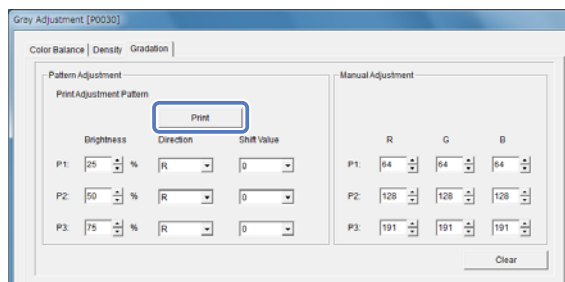 Gray Adjustment [P0030]
Color Balance Density Gradation
Pattern Adjustment Manual Adjustment
Print Adjustment Pattern
Print
Brightness Direction Shift Value R G B
P1: 25 % R 0 P1: 64 64 64
P2: 50 % R 0 P2: 128 128 128
P3: 75 % R 0 P3: 191 191 191
Clear